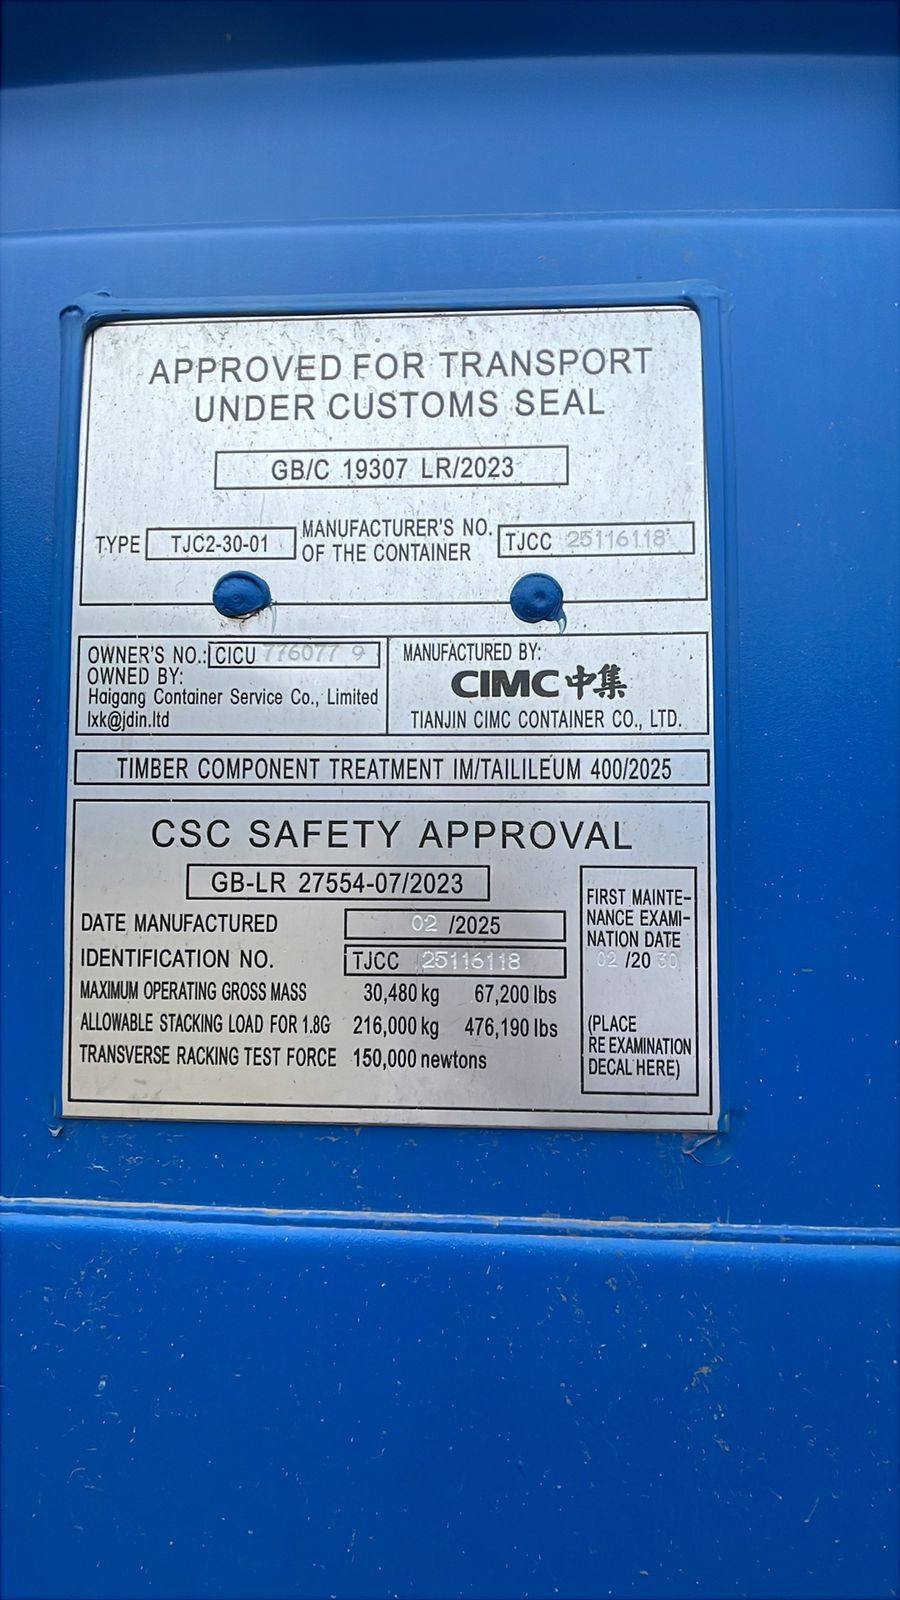 APPROVED FOR TRANSPORT
UNDER CUSTOMS SEAL
GB/C 19307 LR/2023
TYPE TJC2-30-01
MANUFACTURER'S NO.
OF THE CONTAINER
TJCC 25116118
OWNER'S NO.: CICU 776077 9
OWNED BY:
Haigang Container Service Co., Limited
lxk@jdin.ltd
MANUFACTURED BY:
CIMC 中集
TIANJIN CIMC CONTAINER CO., LTD.
TIMBER COMPONENT TREATMENT IM/TAILILEUM 400/2025
CSC SAFETY APPROVAL
GB-LR 27554-07/2023
DATE MANUFACTURED 02 /2025
IDENTIFICATION NO. TJCC 25116118
MAXIMUM OPERATING GROSS MASS 30,480 kg 67,200 lbs
ALLOWABLE STACKING LOAD FOR 1.8G 216,000 kg 476,190 lbs
TRANSVERSE RACKING TEST FORCE 150,000 newtons
FIRST MAINTE-
NANCE EXAMI-
NATION DATE
02 /20 30
(PLACE
RE EXAMINATION
DECAL HERE)